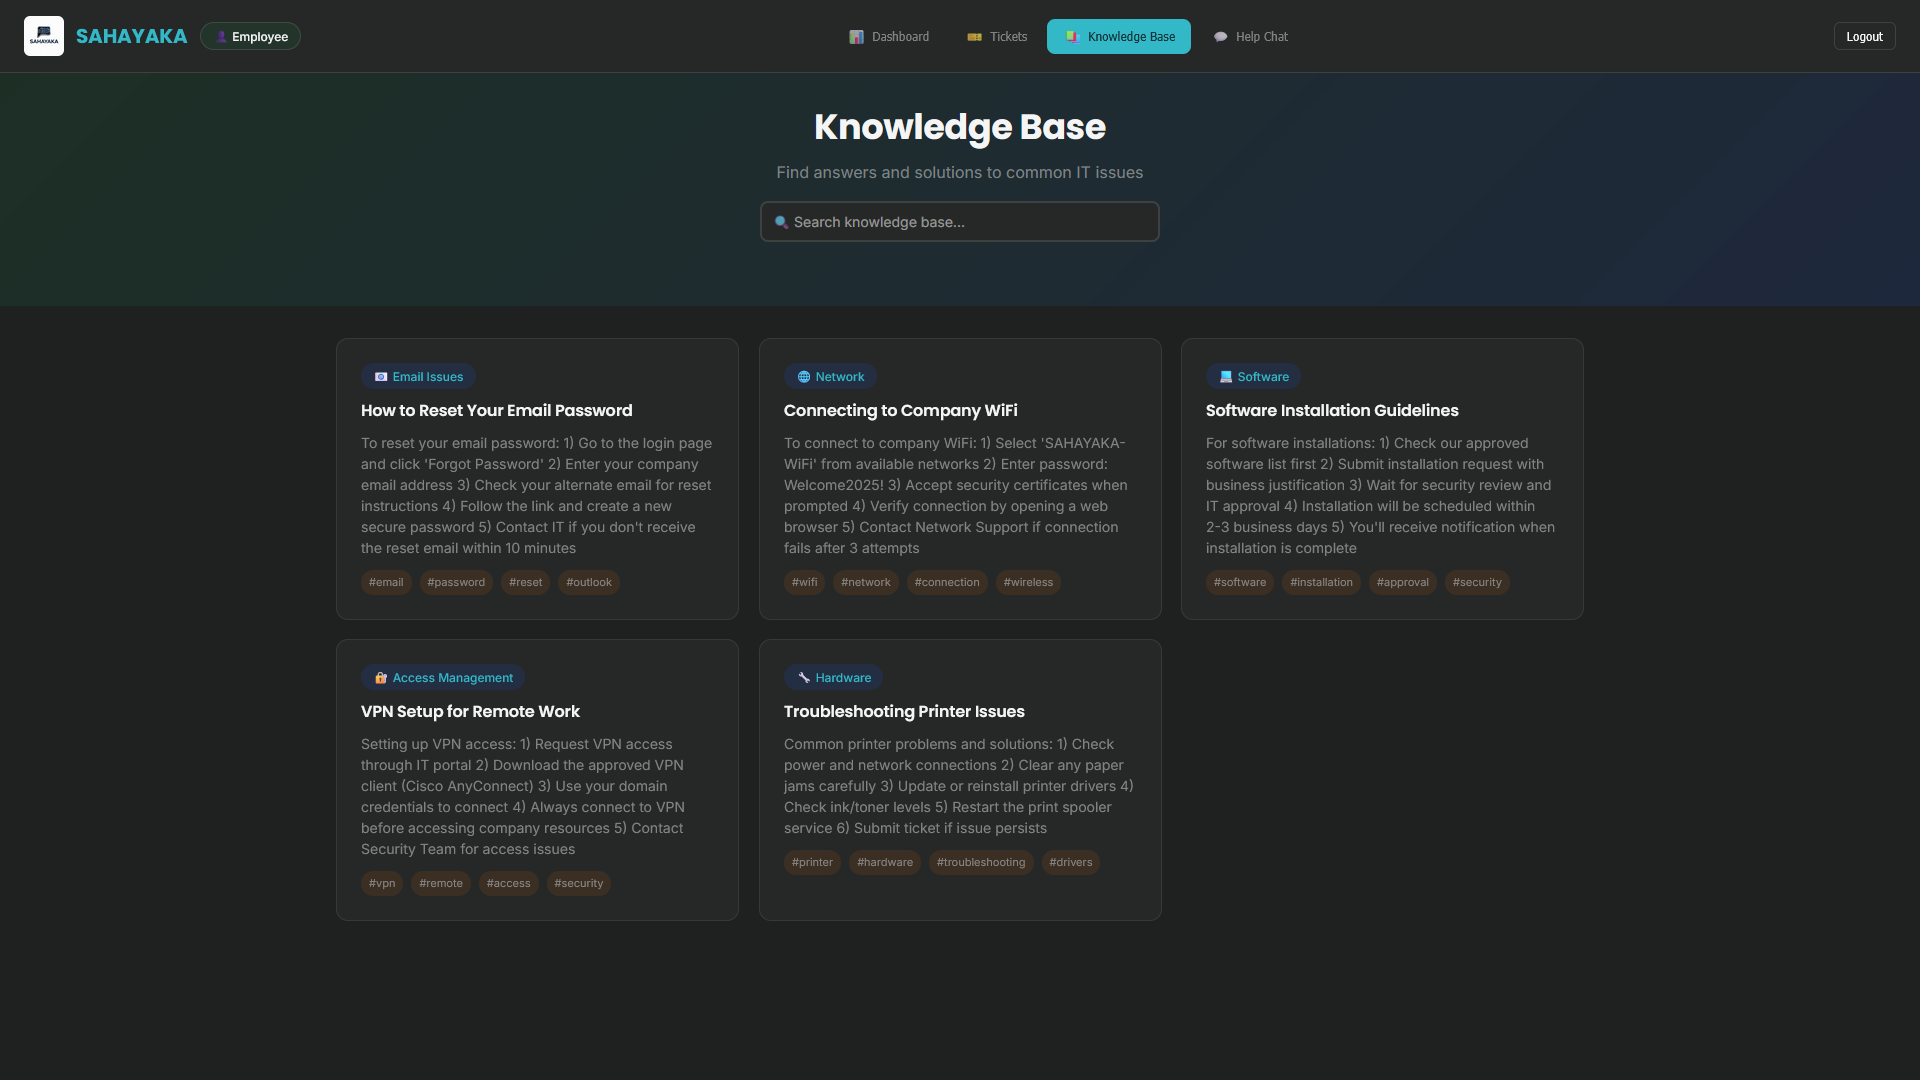 SAHAYAKA
SAHAYAKA
Employee
Dashboard
Tickets
Knowledge Base
Help Chat
Logout
Knowledge Base
Find answers and solutions to common IT issues
Search knowledge base...
Email Issues
How to Reset Your Email Password
To reset your email password: 1) Go to the login page
and click 'Forgot Password' 2) Enter your company
email address 3) Check your alternate email for reset
instructions 4) Follow the link and create a new
secure password 5) Contact IT if you don't receive
the reset email within 10 minutes
#email #password #reset #outlook
Network
Connecting to Company WiFi
To connect to company WiFi: 1) Select 'SAHAYAKA-
WiFi' from available networks 2) Enter password:
Welcome2025! 3) Accept security certificates when
prompted 4) Verify connection by opening a web
browser 5) Contact Network Support if connection
fails after 3 attempts
#wifi #network #connection #wireless
Software
Software Installation Guidelines
For software installations: 1) Check our approved
software list first 2) Submit installation request with
business justification 3) Wait for security review and
IT approval 4) Installation will be scheduled within
2-3 business days 5) You'll receive notification when
installation is complete
#software #installation #approval #security
Access Management
VPN Setup for Remote Work
Setting up VPN access: 1) Request VPN access
through IT portal 2) Download the approved VPN
client (Cisco AnyConnect) 3) Use your domain
credentials to connect 4) Always connect to VPN
before accessing company resources 5) Contact
Security Team for access issues
#vpn #remote #access #security
Hardware
Troubleshooting Printer Issues
Common printer problems and solutions: 1) Check
power and network connections 2) Clear any paper
jams carefully 3) Update or reinstall printer drivers 4)
Check ink/toner levels 5) Restart the print spooler
service 6) Submit ticket if issue persists
#printer #hardware #troubleshooting #drivers